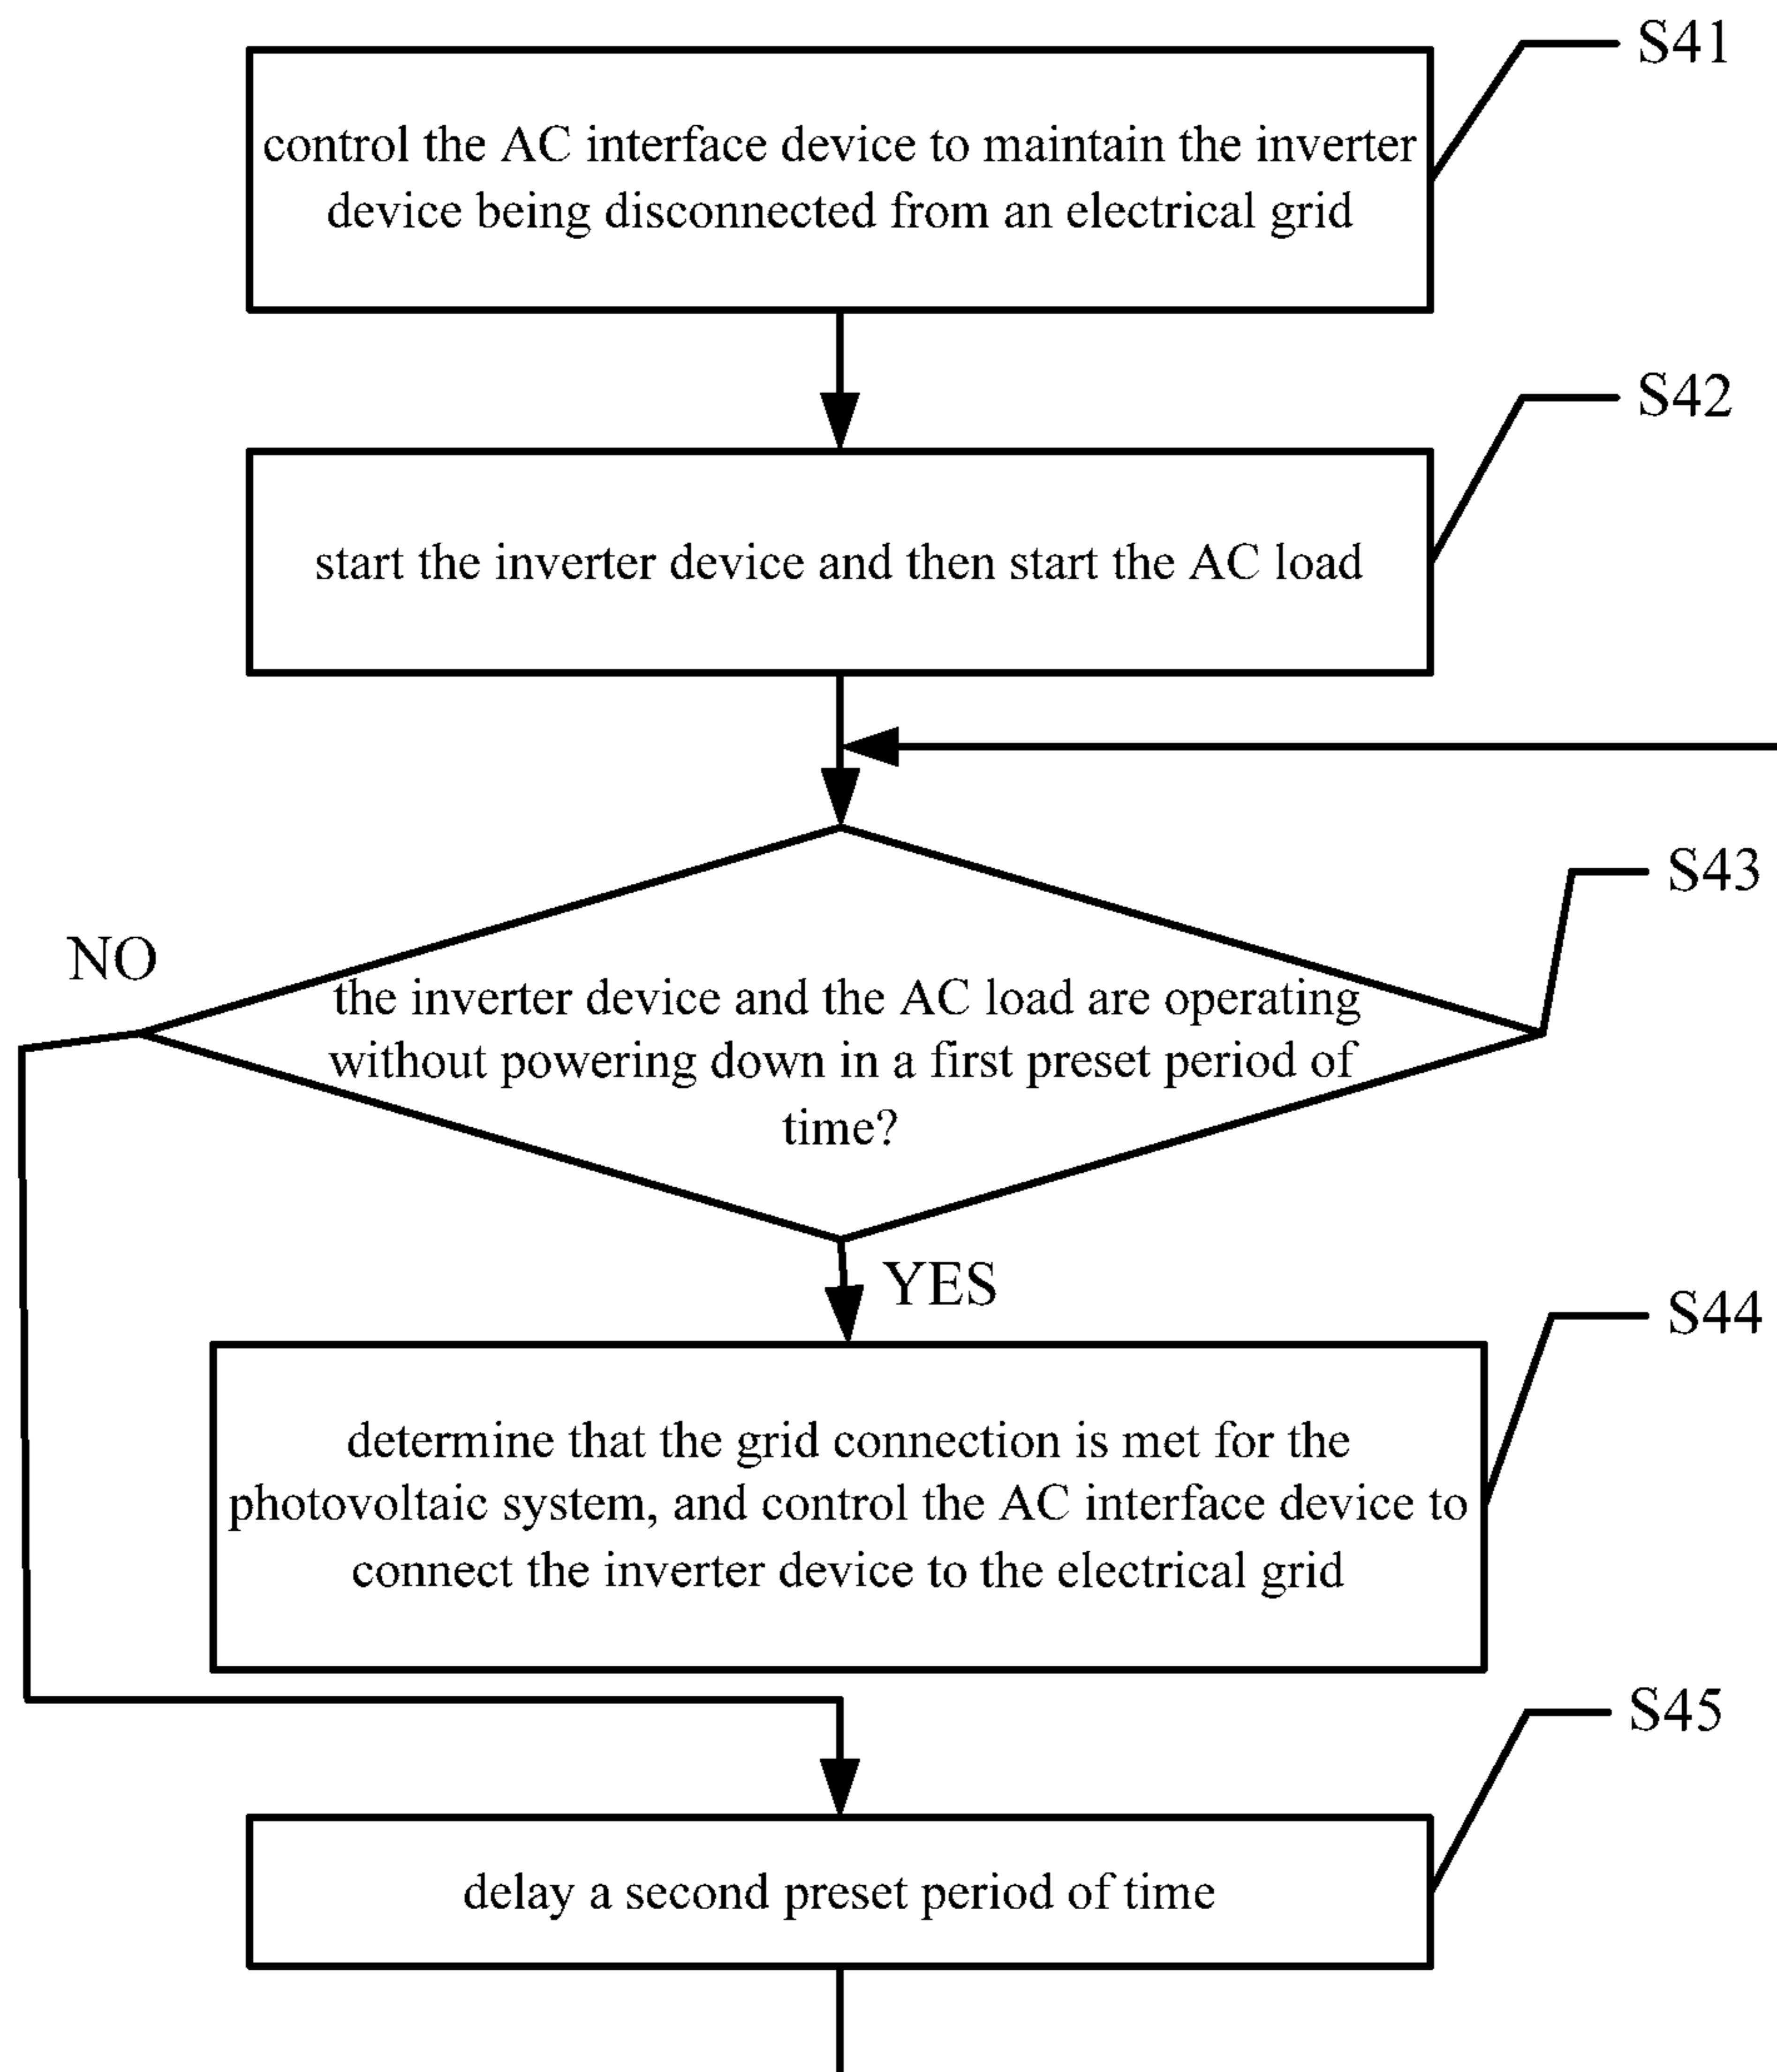 S41
control the AC interface device to maintain the inverter
device being disconnected from an electrical grid
S42
start the inverter device and then start the AC load
S43
NO
the inverter device and the AC load are operating
without powering down in a first preset period of
time?
YES
S44
determine that the grid connection is met for the
photovoltaic system, and control the AC interface device to
connect the inverter device to the electrical grid
S45
delay a second preset period of time